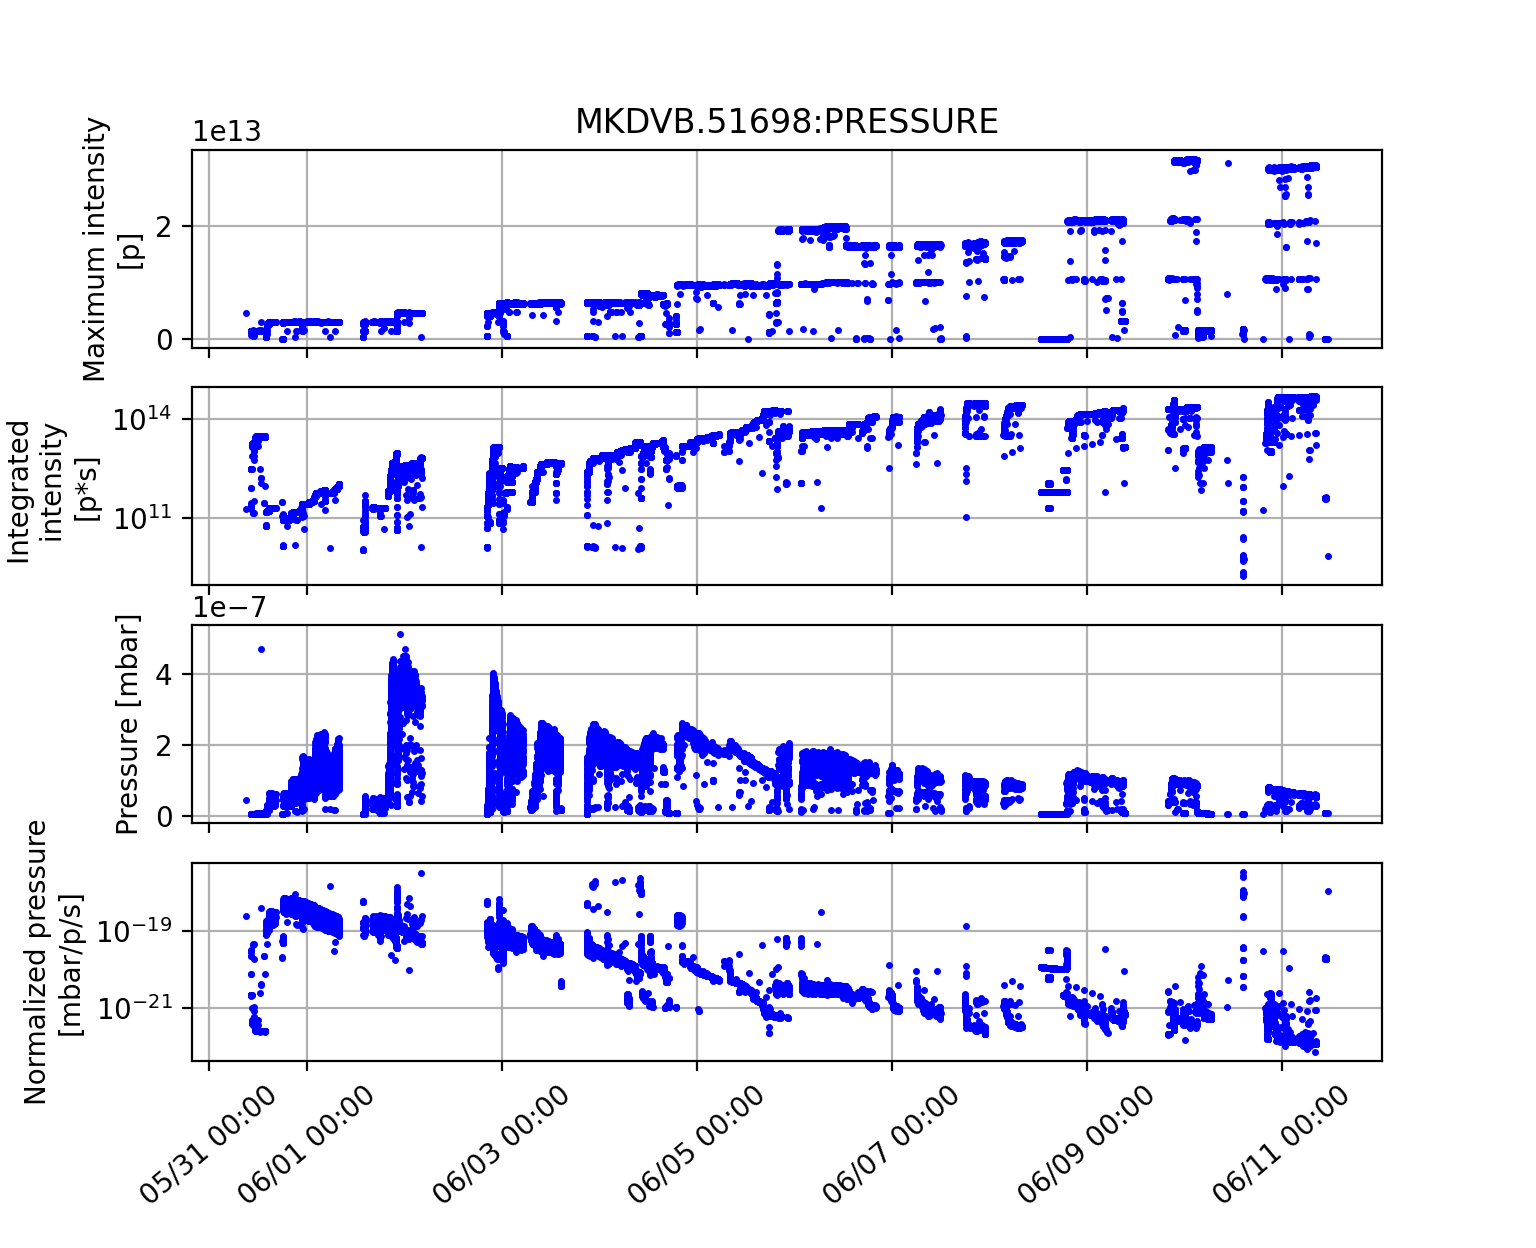 MKDVB.51698:PRESSURE
1e13
Maximum intensity
[p]
2
0
Integrated
intensity
[p*s]
10^14
10^11
1e−7
Pressure [mbar]
4
2
0
Normalized pressure
[mbar/p/s]
10^−19
10^−21
05/31 00:00
06/01 00:00
06/03 00:00
06/05 00:00
06/07 00:00
06/09 00:00
06/11 00:00